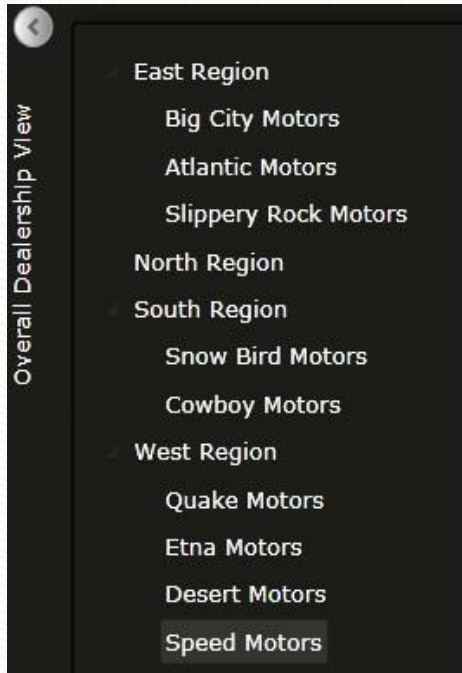 Overall Dealership View
East Region
Big City Motors
Atlantic Motors
Slippery Rock Motors
North Region
South Region
Snow Bird Motors
Cowboy Motors
West Region
Quake Motors
Etna Motors
Desert Motors
Speed Motors